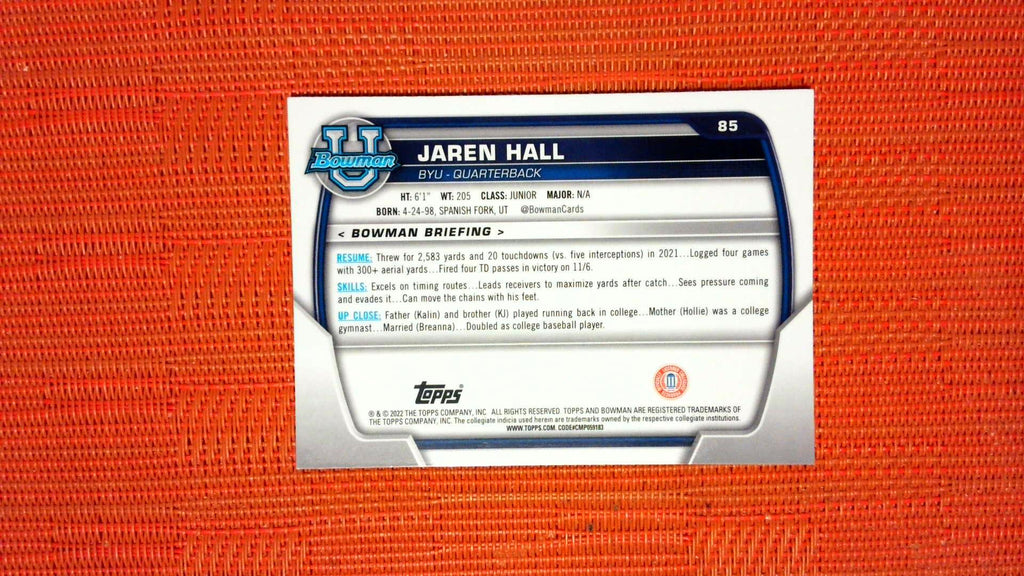 85
U
Bowman
JAREN HALL
BYU - QUARTERBACK
HT: 6'1" WT: 205 CLASS: JUNIOR MAJOR: N/A
BORN: 4-24-98, SPANISH FORK, UT @BowmanCards
< BOWMAN BRIEFING >
RESUME: Threw for 2,583 yards and 20 touchdowns (vs. five interceptions) in 2021...Logged four games
with 300+ aerial yards...Fired four TD passes in victory on 11/6.
SKILLS: Excels on timing routes...Leads receivers to maximize yards after catch...Sees pressure coming
and evades it...Can move the chains with his feet.
UP CLOSE: Father (Kalin) and brother (KJ) played running back in college...Mother (Hollie) was a college
gymnast...Married (Breanna)...Doubled as college baseball player.
TOPPS®
® & © 2022 THE TOPPS COMPANY, INC ALL RIGHTS RESERVED. TOPPS AND BOWMAN ARE REGISTERED TRADEMARKS OF
THE TOPPS COMPANY, INC. The collegiate indicia used herein are trademarks owned by the respective collegiate institutions.
WWW.TOPPS.COM CODE#CMP059183